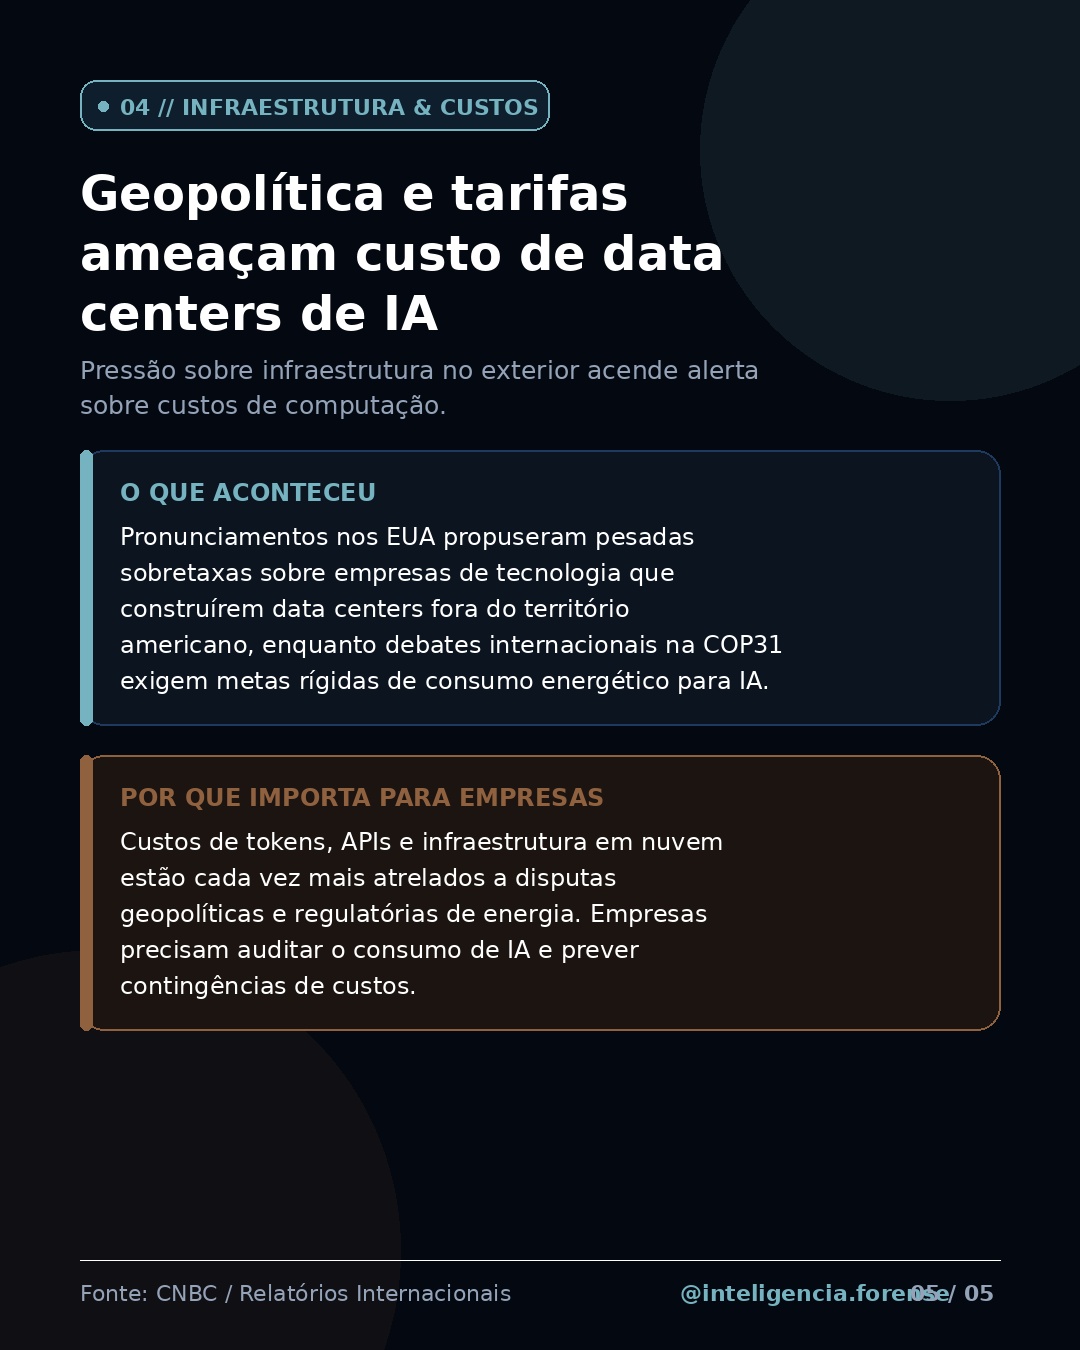 04 // INFRAESTRUTURA & CUSTOS
Geopolítica e tarifas
ameaçam custo de data
centers de IA
Pressão sobre infraestrutura no exterior acende alerta
sobre custos de computação.
O QUE ACONTECEU
Pronunciamentos nos EUA propuseram pesadas
sobretaxas sobre empresas de tecnologia que
construírem data centers fora do território
americano, enquanto debates internacionais na COP31
exigem metas rígidas de consumo energético para IA.
POR QUE IMPORTA PARA EMPRESAS
Custos de tokens, APIs e infraestrutura em nuvem
estão cada vez mais atrelados a disputas
geopolíticas e regulatórias de energia. Empresas
precisam auditar o consumo de IA e prever
contingências de custos.
Fonte: CNBC / Relatórios Internacionais @inteligencia.forense 05 / 05